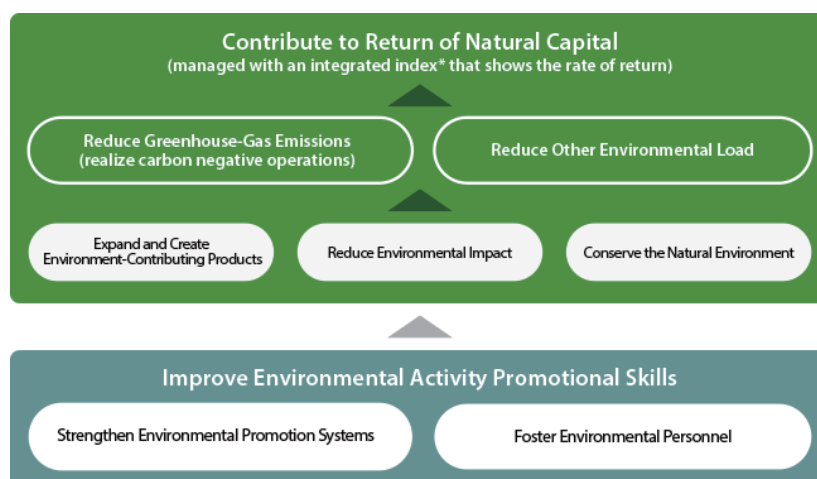 Contribute to Return of Natural Capital
(managed with an integrated index* that shows the rate of return)
Reduce Greenhouse-Gas Emissions
(realize carbon negative operations)
Reduce Other Environmental Load
Expand and Create
Environment-Contributing Products
Reduce Environmental Impact
Conserve the Natural Environment
Improve Environmental Activity Promotional Skills
Strengthen Environmental Promotion Systems
Foster Environmental Personnel